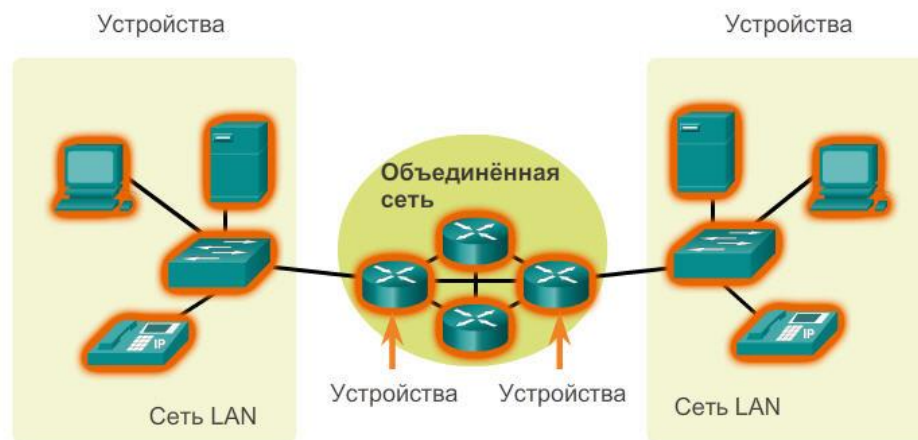 Устройства
Устройства
Объединённая
сеть
IP
IP
Устройства
Устройства
Сеть LAN
Сеть LAN